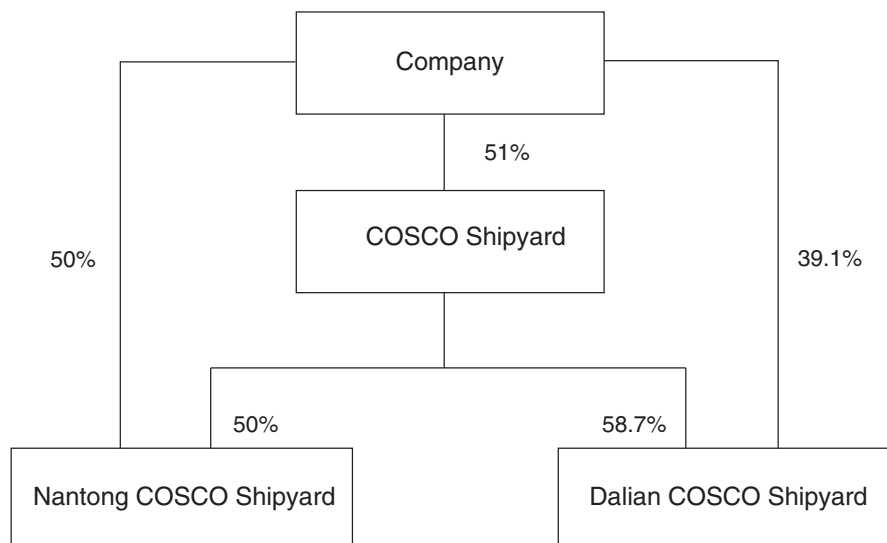 Company
51%
COSCO Shipyard
50%
39.1%
50%
58.7%
Nantong COSCO Shipyard
Dalian COSCO Shipyard